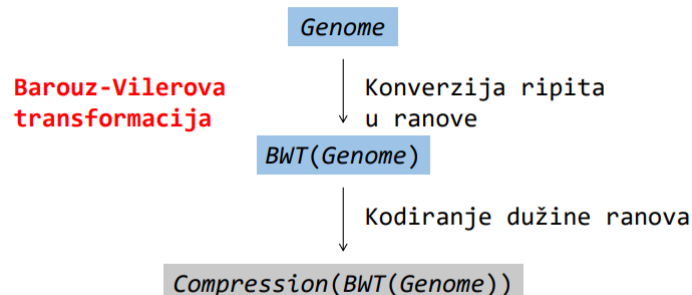 Genome
Barouz-Vilerova
transformacija
Konverzija ripita
u ranove
BWT(Genome)
Kodiranje dužine ranova
Compression(BWT(Genome))